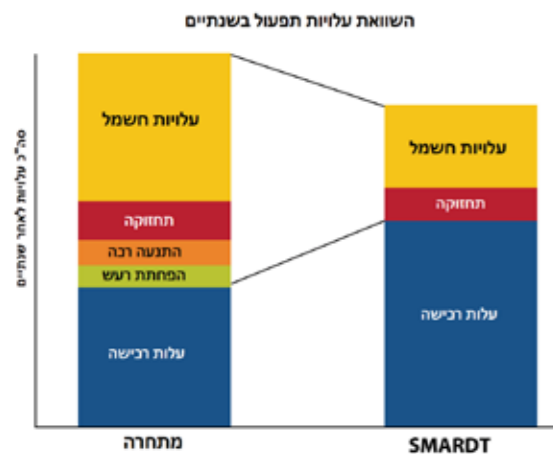 השוואת עלויות תפעול בשנתיים
סה"כ עלויות לאחר שנתיים
עלויות חשמל
תחזוקה
התנעה רכה
הפחתת רעש
עלות רכישה
מתחרה
עלויות חשמל
תחזוקה
עלות רכישה
SMARDT